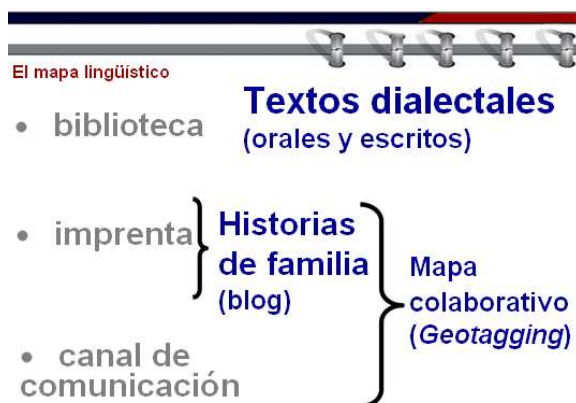 El mapa lingüístico
• biblioteca
Textos dialectales
(orales y escritos)
• imprenta
Historias
de familia
(blog)
Mapa
colaborativo
(Geotagging)
• canal de
comunicación